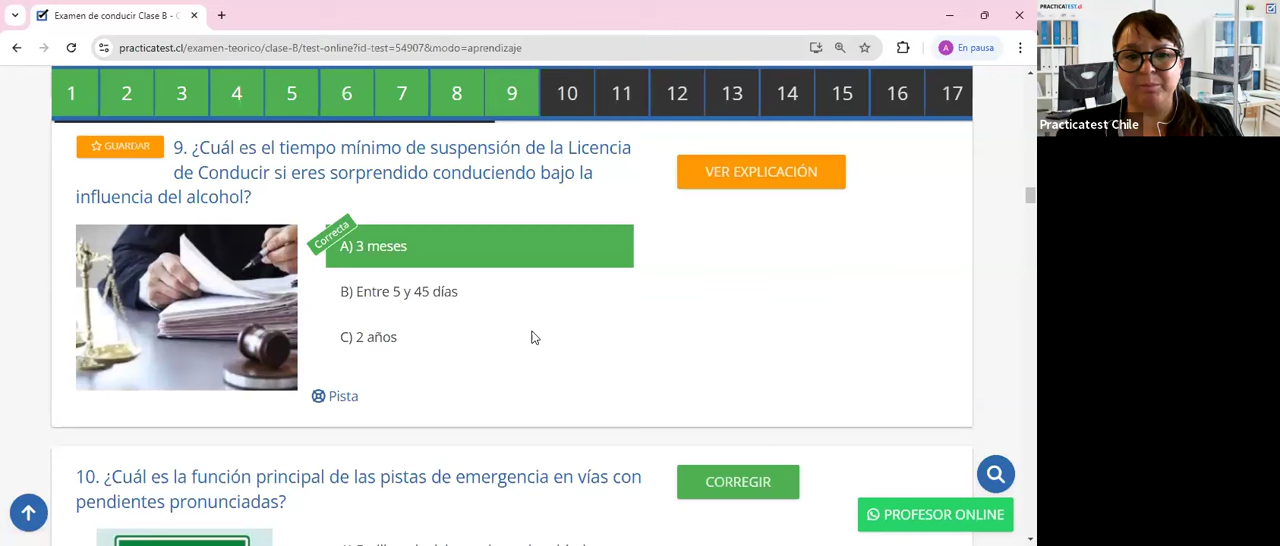 Examen de conducir Clase B - C
practicatest.cl/examen-teorico/clase-B/test-online?id-test=54907&modo=aprendizaje
A
En pausa
PRACTICATEST.cl
Practicatest Chile
1 2 3 4 5 6 7 8 9 10 11 12 13 14 15 16 17
GUARDAR
9. ¿Cuál es el tiempo mínimo de suspensión de la Licencia
de Conducir si eres sorprendido conduciendo bajo la
influencia del alcohol?
VER EXPLICACIÓN
Correcta
A) 3 meses
B) Entre 5 y 45 días
C) 2 años
Pista
10. ¿Cuál es la función principal de las pistas de emergencia en vías con
pendientes pronunciadas?
CORREGIR
PROFESOR ONLINE